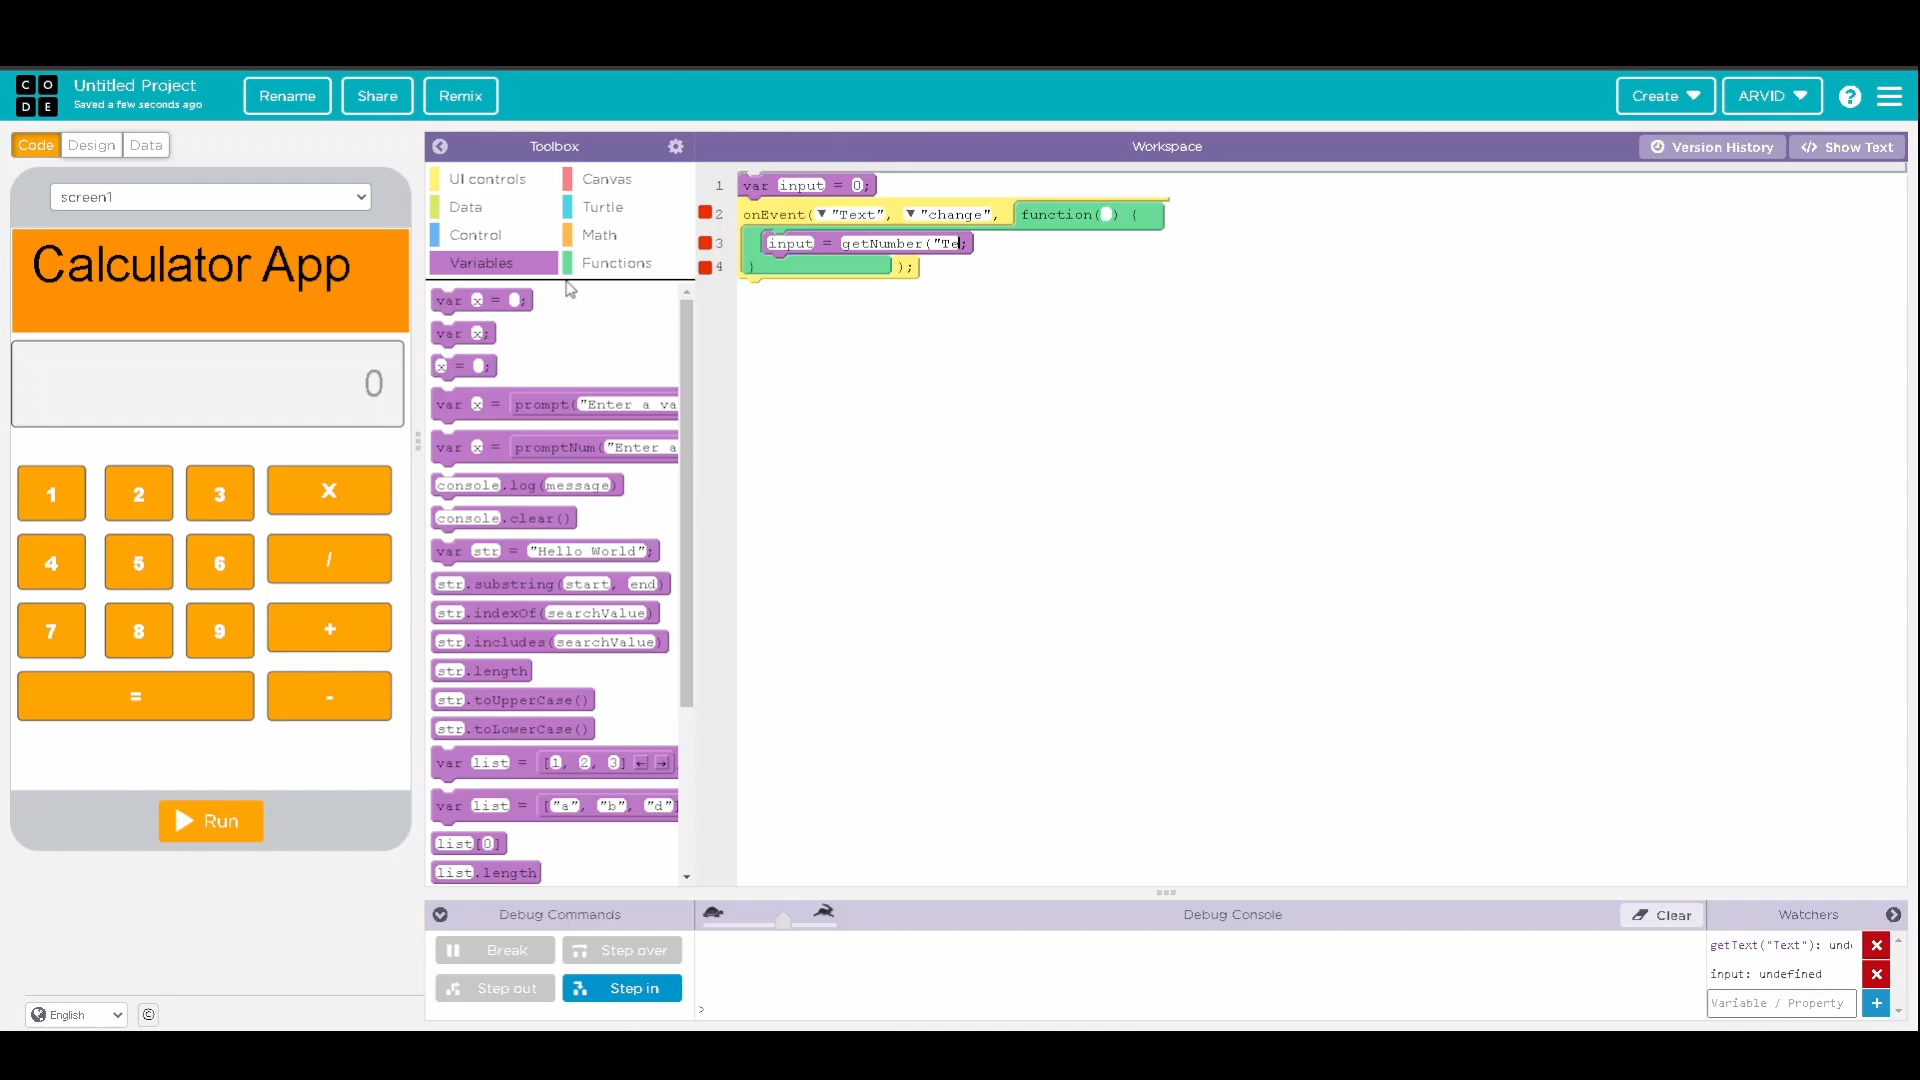 CODE
Untitled Project
Saved a few seconds ago
Rename
Share
Remix
Create
ARVID
?
Code
Design
Data
Toolbox
Workspace
Version History
</> Show Text
screen1
Calculator App
0
1
2
3
X
4
5
6
/
7
8
9
+
=
-
Run
English
UI controls
Canvas
Data
Turtle
Control
Math
Variables
Functions
var x = ;
var x;
x = ;
var x = prompt("Enter a va
var x = promptNum("Enter a
console.log(message)
console.clear()
var str = "Hello World";
str.substring(start, end)
str.indexOf(searchValue)
str.includes(searchValue)
str.length
str.toUpperCase()
str.toLowerCase()
var list = [1, 2, 3] ← →
var list = ["a", "b", "d"]
list[0]
list.length
1 var input = 0;
2 onEvent( ▼"Text", ▼"change", function( ) {
3 input = getNumber("Te;
4 } );
Debug Commands
Break
Step over
Step out
Step in
Debug Console
Clear
>
Watchers
getText("Text"): und
input: undefined
Variable / Property
+